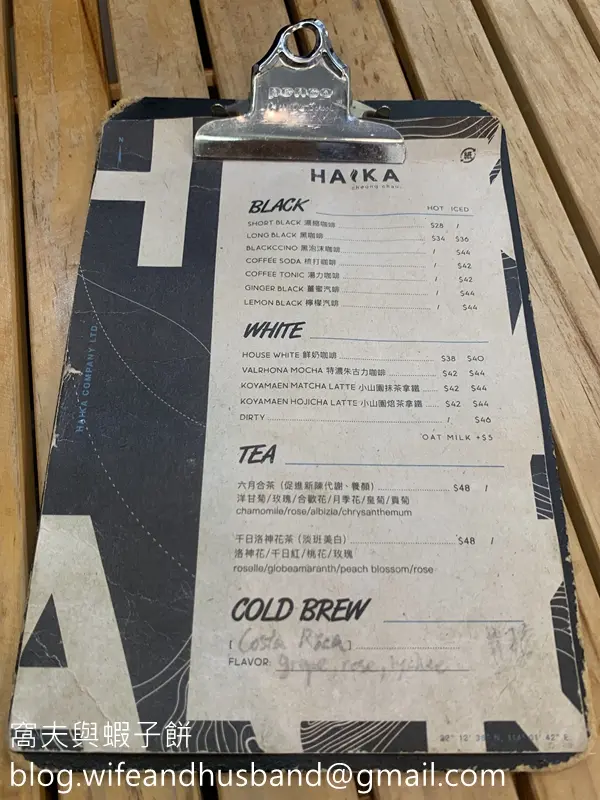 penco
HAIKA
cheung chau.
BLACK HOT ICED
SHORT BLACK 濃縮咖啡 $28 /
LONG BLACK 黑咖啡 $34 $36
BLACKCCINO 黑泡沫咖啡 / $44
COFFEE SODA 梳打咖啡 / $42
COFFEE TONIC 湯力咖啡 / $42
GINGER BLACK 薑蜜汽啡 / $44
LEMON BLACK 檸檬汽啡 / $44
WHITE
HOUSE WHITE 鮮奶咖啡 $38 $40
VALRHONA MOCHA 特濃朱古力咖啡 $42 $44
KOYAMAEN MATCHA LATTE 小山園抹茶拿鐵 $42 $44
KOYAMAEN HOJICHA LATTE 小山園焙茶拿鐵 $42 $44
DIRTY / $46
OAT MILK +$5
TEA
六月合茶（促進新陳代謝、養顏） $48 /
洋甘菊/玫瑰/合歡花/月季花/皇菊/貢菊
chamomile/rose/albizia/chrysanthemum
千日洛神花茶（淡斑美白） $48 /
洛神花/千日紅/桃花/玫瑰
roselle/globeamaranth/peach blossom/rose
COLD BREW
[ Costa Rica ]
FLAVOR: grape, rose, lychee
HAIKA COMPANY LTD.
窩夫與蝦子餅
blog.wifeandhusband@gmail.com